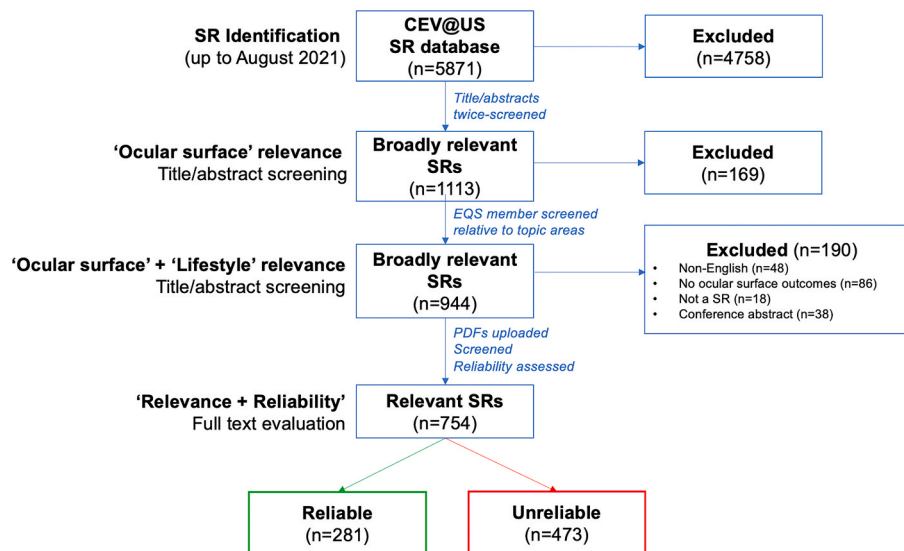 SR Identification
(up to August 2021)
CEV@US
SR database
(n=5871)
Excluded
(n=4758)
Title/abstracts
twice-screened
‘Ocular surface’ relevance
Title/abstract screening
Broadly relevant
SRs
(n=1113)
Excluded
(n=169)
EQS member screened
relative to topic areas
‘Ocular surface’ + ‘Lifestyle’ relevance
Title/abstract screening
Broadly relevant
SRs
(n=944)
Excluded (n=190)
• Non-English (n=48)
• No ocular surface outcomes (n=86)
• Not a SR (n=18)
• Conference abstract (n=38)
PDFs uploaded
Screened
Reliability assessed
‘Relevance + Reliability’
Full text evaluation
Relevant SRs
(n=754)
Reliable
(n=281)
Unreliable
(n=473)